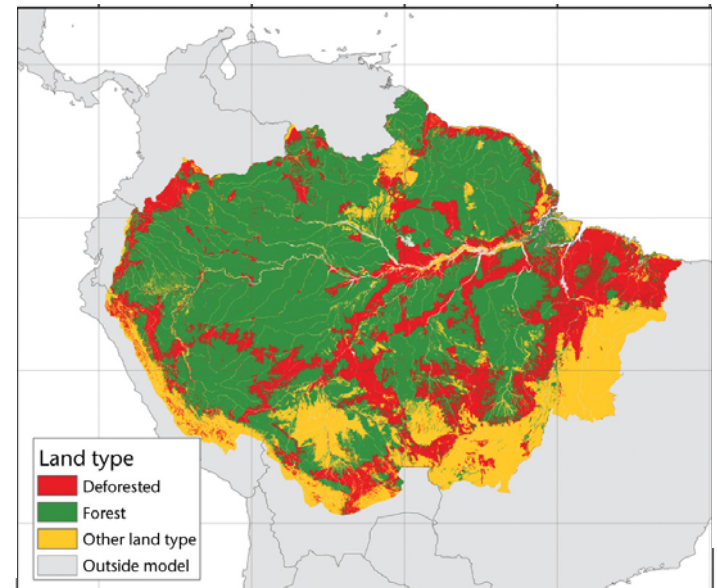 Land type
Deforested
Forest
Other land type
Outside model